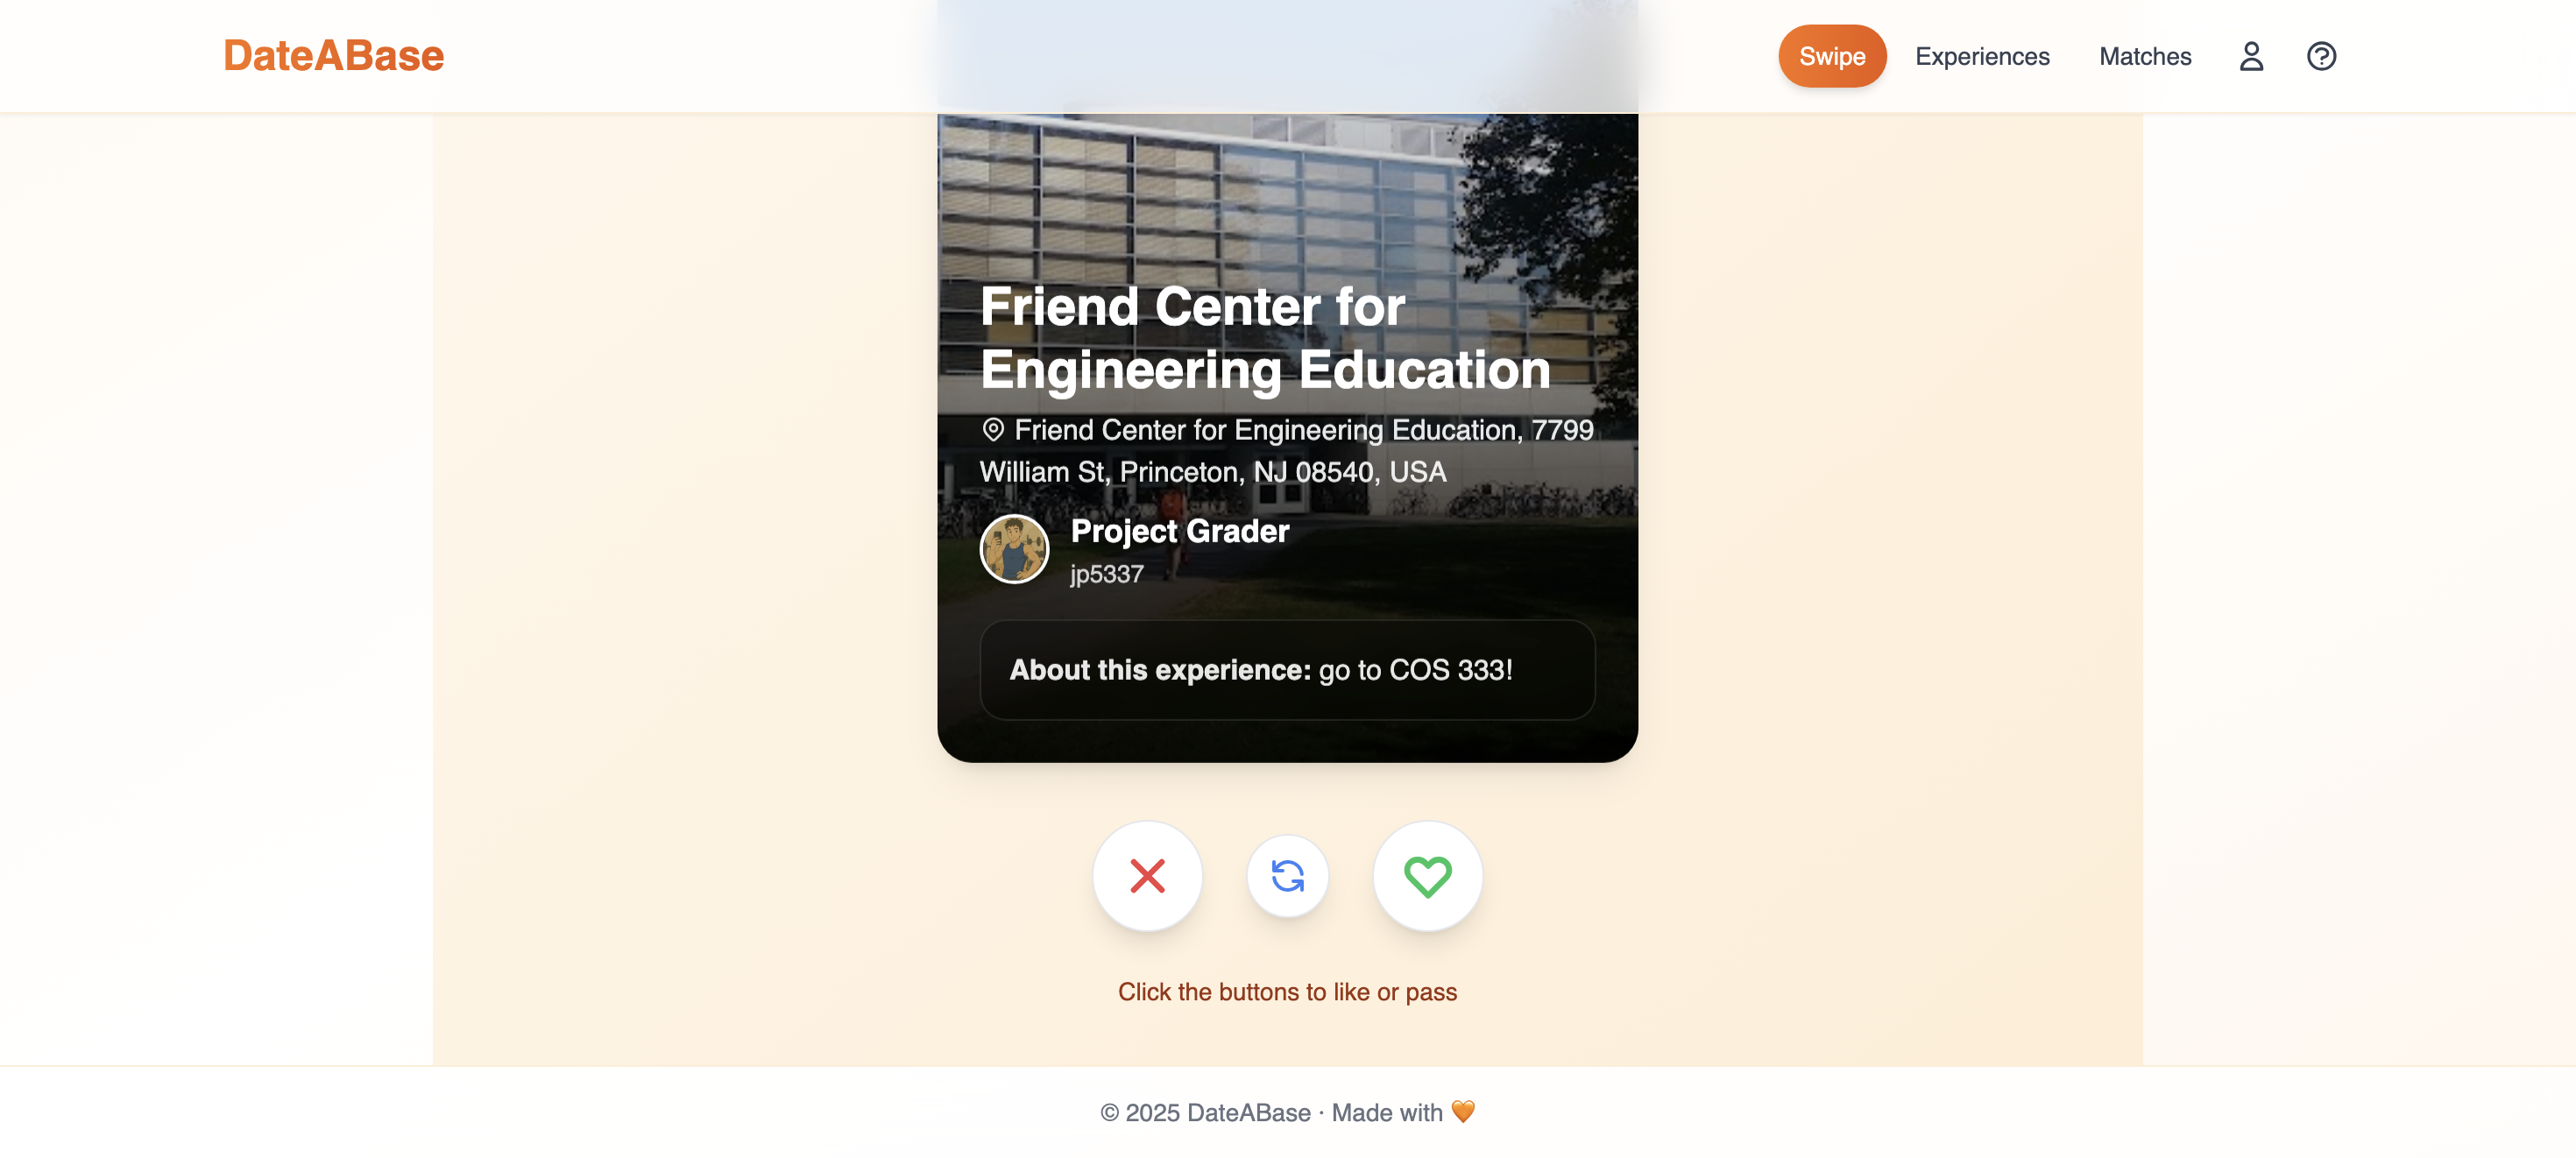 DateABase
Swipe
Experiences
Matches
Friend Center for
Engineering Education
Friend Center for Engineering Education, 7799
William St, Princeton, NJ 08540, USA
Project Grader
jp5337
About this experience: go to COS 333!
Click the buttons to like or pass
© 2025 DateABase · Made with 🧡